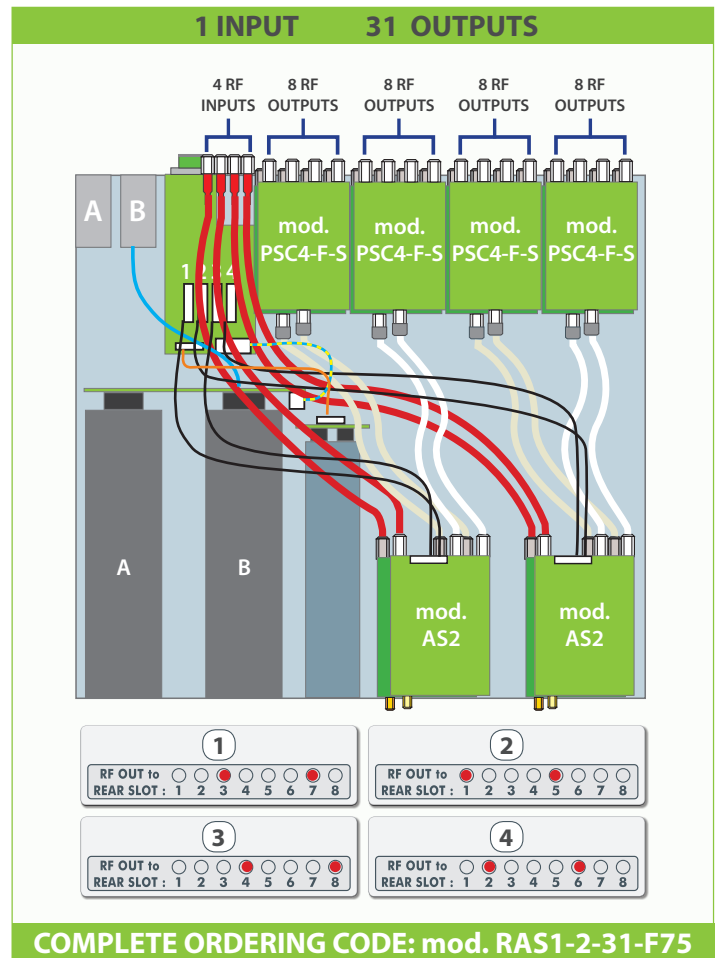 1 INPUT 31 OUTPUTS
4 RF INPUTS
8 RF OUTPUTS
8 RF OUTPUTS
8 RF OUTPUTS
8 RF OUTPUTS
A
B
mod. PSC4-F-S
mod. PSC4-F-S
mod. PSC4-F-S
mod. PSC4-F-S
1 2 3 4
A
B
mod. AS2
mod. AS2
1
RF OUT to
REAR SLOT : 1 2 3 4 5 6 7 8
2
RF OUT to
REAR SLOT : 1 2 3 4 5 6 7 8
3
RF OUT to
REAR SLOT : 1 2 3 4 5 6 7 8
4
RF OUT to
REAR SLOT : 1 2 3 4 5 6 7 8
COMPLETE ORDERING CODE: mod. RAS1-2-31-F75